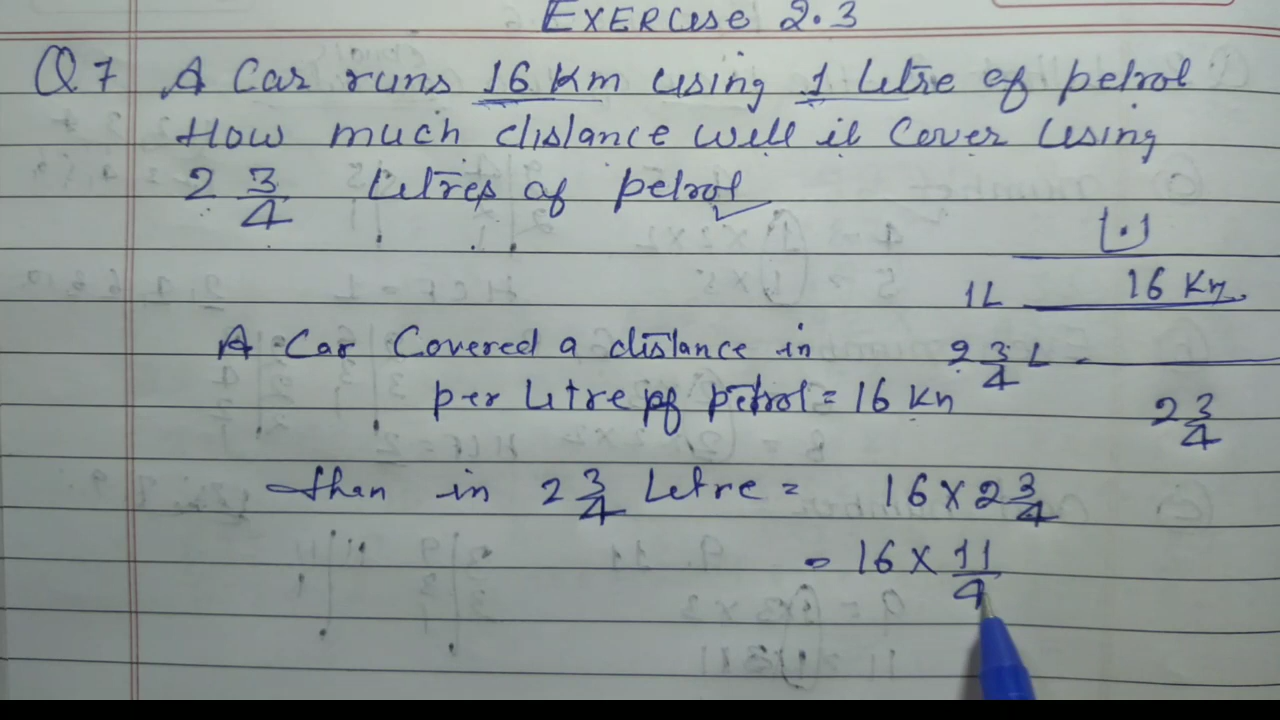 EXERCISE 2.3
Q7 A Car runs 16 Km using 1 Litre of petrol
How much distance will it Cover Using
2 3/4 Litres of petrol
1L 16 Km
A Car Covered a distance in 2 3/4 L -
per Litre of petrol = 16 Km 2 3/4
than in 2 3/4 Litre = 16 × 2 3/4
= 16 × 11/4